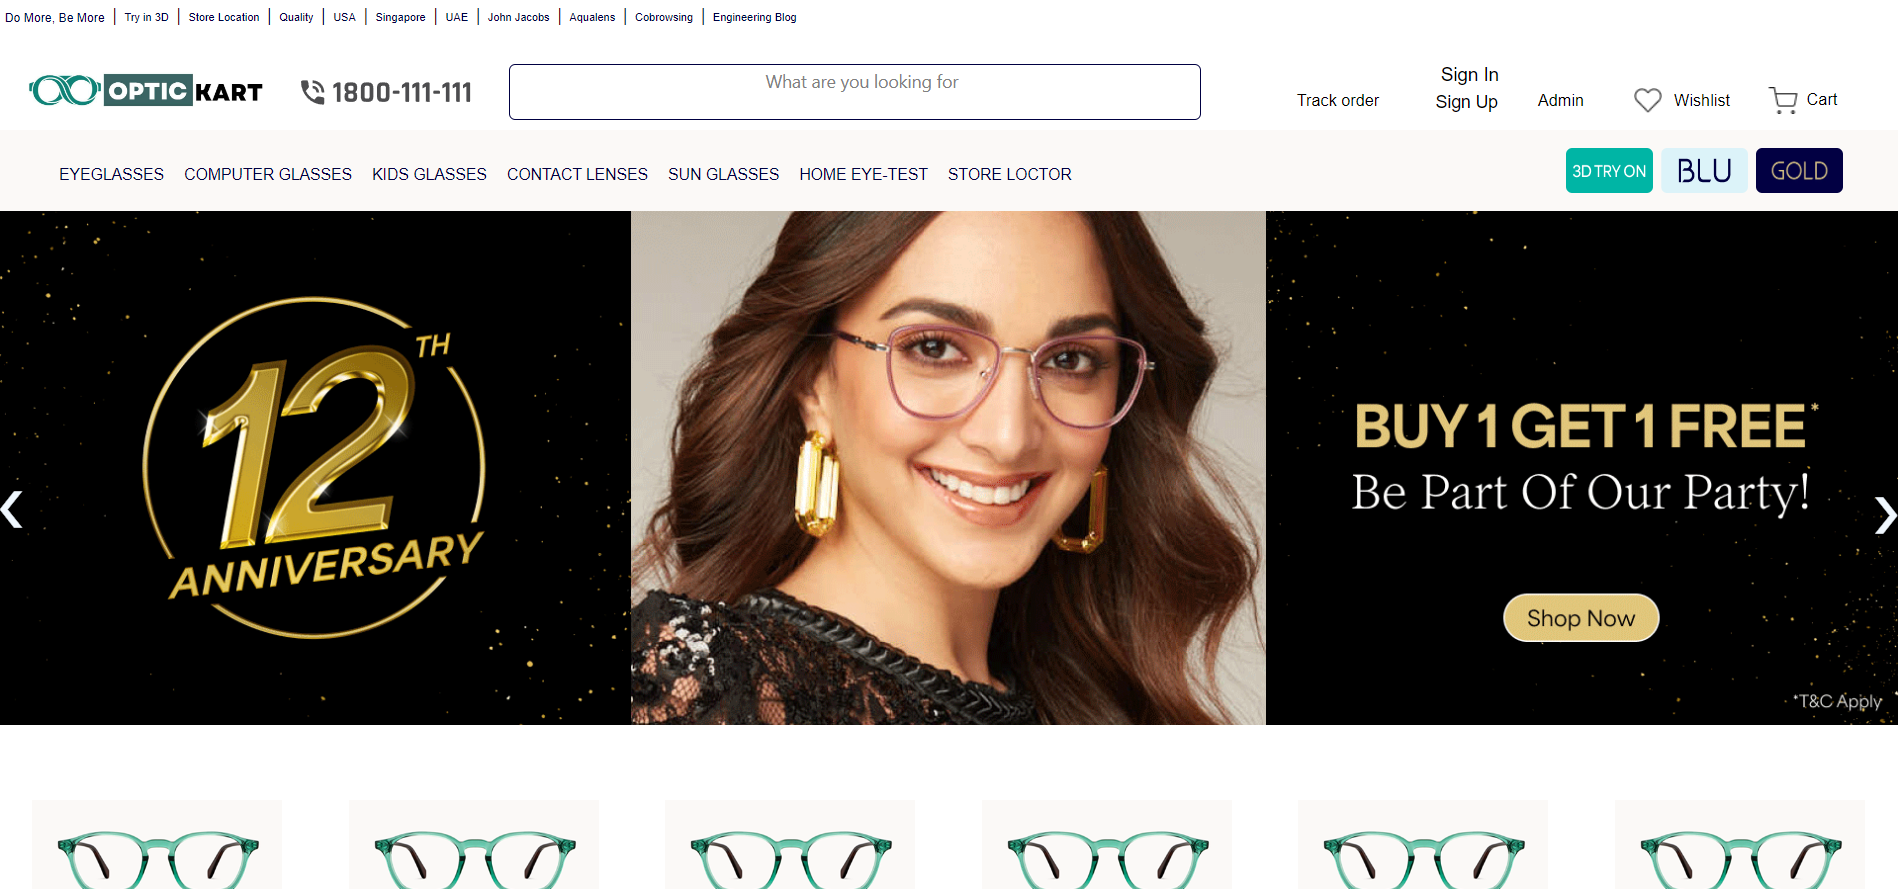 Do More, Be More | Try in 3D | Store Location | Quality | USA | Singapore | UAE | John Jacobs | Aqualens | Cobrowsing | Engineering Blog
OPTIC KART
1800-111-111
What are you looking for
Track order
Sign In
Sign Up
Admin
Wishlist
Cart
EYEGLASSES COMPUTER GLASSES KIDS GLASSES CONTACT LENSES SUN GLASSES HOME EYE-TEST STORE LOCTOR
3D TRY ON
BLU
GOLD
12TH
ANNIVERSARY
BUY 1 GET 1 FREE*
Be Part Of Our Party!
Shop Now
*T&C Apply